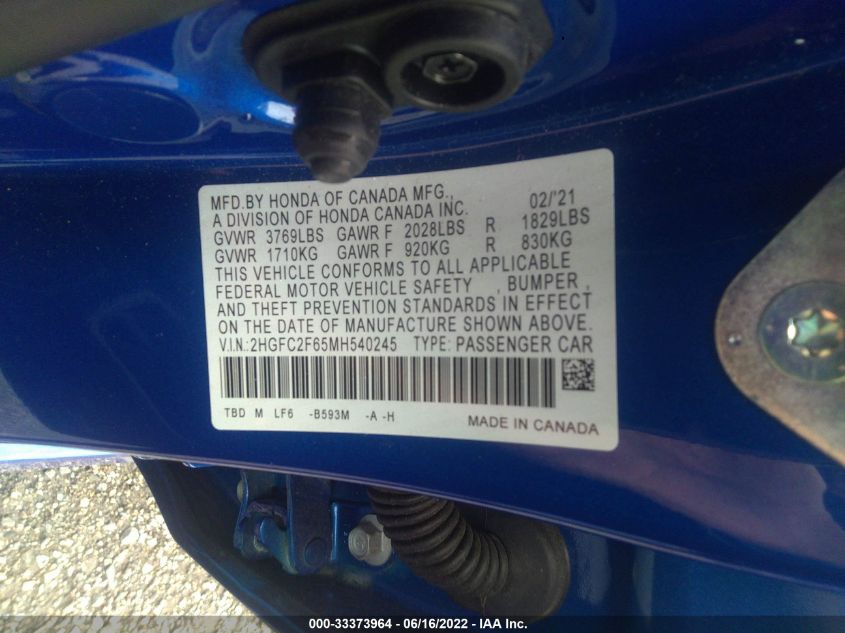 MFD.BY HONDA OF CANADA MFG., 02/'21
A DIVISION OF HONDA CANADA INC.
GVWR 3769LBS GAWR F 2028LBS R 1829LBS
GVWR 1710KG GAWR F 920KG R 830KG
THIS VEHICLE CONFORMS TO ALL APPLICABLE
FEDERAL MOTOR VEHICLE SAFETY , BUMPER ,
AND THEFT PREVENTION STANDARDS IN EFFECT
ON THE DATE OF MANUFACTURE SHOWN ABOVE.
V.I.N.:2HGFC2F65MH540245 TYPE: PASSENGER CAR
TBD M LF6 -B593M -A -H MADE IN CANADA
000-33373964 - 06/16/2022 - IAA Inc.